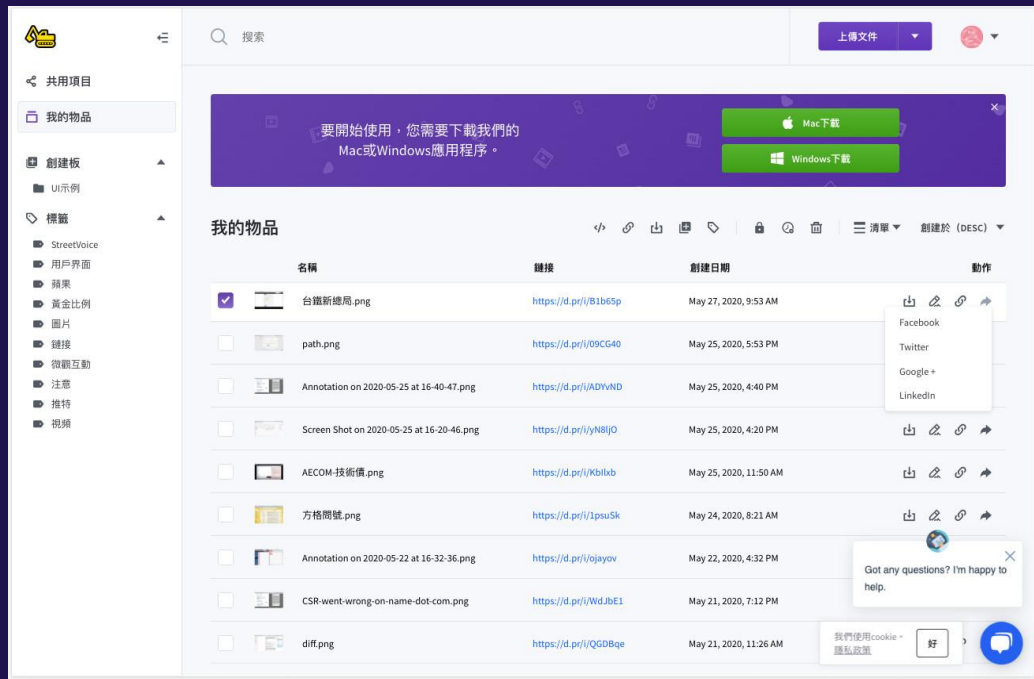 搜索
上傳文件
共用項目
我的物品
創建板
UI示例
標籤
StreetVoice
用戶界面
蘋果
黃金比例
圖片
鏈接
微觀互動
注意
推特
視頻
要開始使用，您需要下載我們的
Mac或Windows應用程序。
Mac下載
Windows下載
我的物品
清單
創建於（DESC）
名稱 鏈接 創建日期 動作
台鐵新總局.png https://d.pr/i/B1b65p May 27, 2020, 9:53 AM
Facebook
Twitter
Google +
LinkedIn
path.png https://d.pr/i/09CG40 May 25, 2020, 5:53 PM
Annotation on 2020-05-25 at 16-40-47.png https://d.pr/i/ADYvND May 25, 2020, 4:40 PM
Screen Shot on 2020-05-25 at 16-20-46.png https://d.pr/i/yN8ljO May 25, 2020, 4:20 PM
AECOM-技術債.png https://d.pr/i/KbIlxb May 25, 2020, 11:50 AM
方格問號.png https://d.pr/i/1psuSk May 24, 2020, 8:21 AM
Annotation on 2020-05-22 at 16-32-36.png https://d.pr/i/ojayov May 22, 2020, 4:32 PM
CSR-went-wrong-on-name-dot-com.png https://d.pr/i/WdJbE1 May 21, 2020, 7:12 PM
diff.png https://d.pr/i/QGDBqe May 21, 2020, 11:26 AM
Got any questions? I'm happy to
help.
我們使用cookie。
隱私政策
好